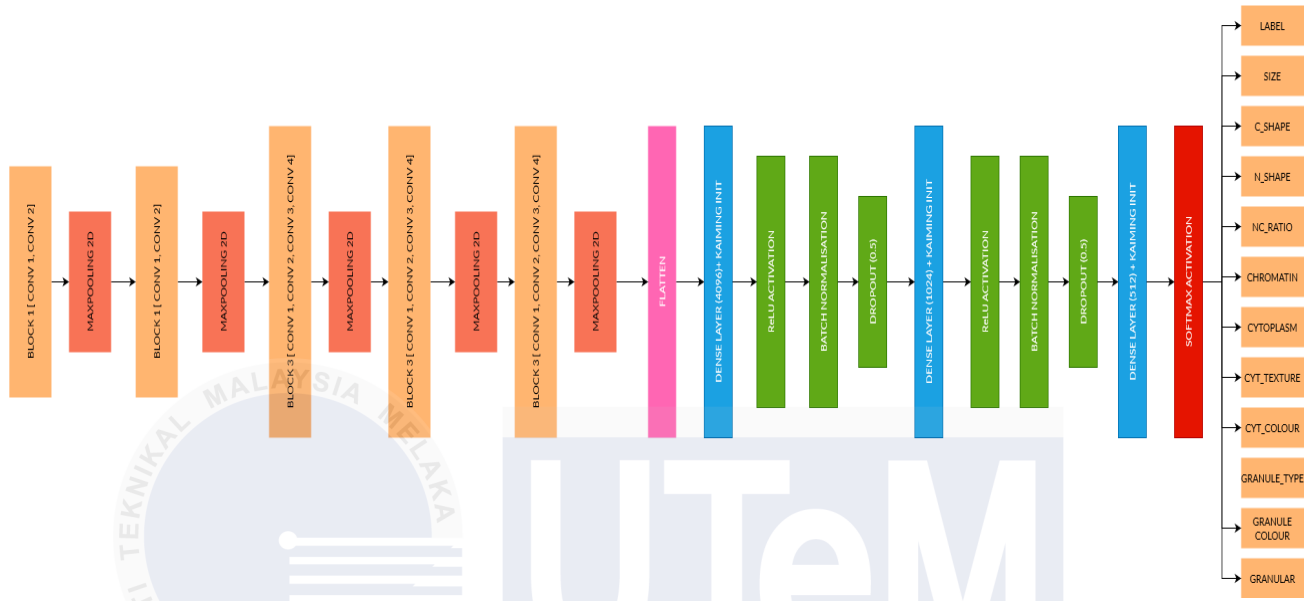 BLOCK 1 [ CONV 1, CONV 2]
MAXPOOLING 2D
BLOCK 1 [ CONV 1, CONV 2]
MAXPOOLING 2D
BLOCK 3 [ CONV 1, CONV 2, CONV 3, CONV 4]
MAXPOOLING 2D
BLOCK 3 [ CONV 1, CONV 2, CONV 3, CONV 4]
MAXPOOLING 2D
BLOCK 3 [ CONV 1, CONV 2, CONV 3, CONV 4]
MAXPOOLING 2D
FLATTEN
DENSE LAYER (4096)+ KAIMING INIT
ReLU ACTIVATION
BATCH NORMALISATION
DROPOUT (0.5)
DENSE LAYER (1024) + KAIMING INIT
ReLU ACTIVATION
BATCH NORMALISATION
DROPOUT (0.5)
DENSE LAYER (512) + KAIMING INIT
SOFTMAX ACTIVATION
LABEL
SIZE
C_SHAPE
N_SHAPE
NC_RATIO
CHROMATIN
CYTOPLASM
CYT_TEXTURE
CYT_COLOUR
GRANULE_TYPE
GRANULE
COLOUR
GRANULAR
TEKNIKAL MALAYSIA MELAKA
UTeM